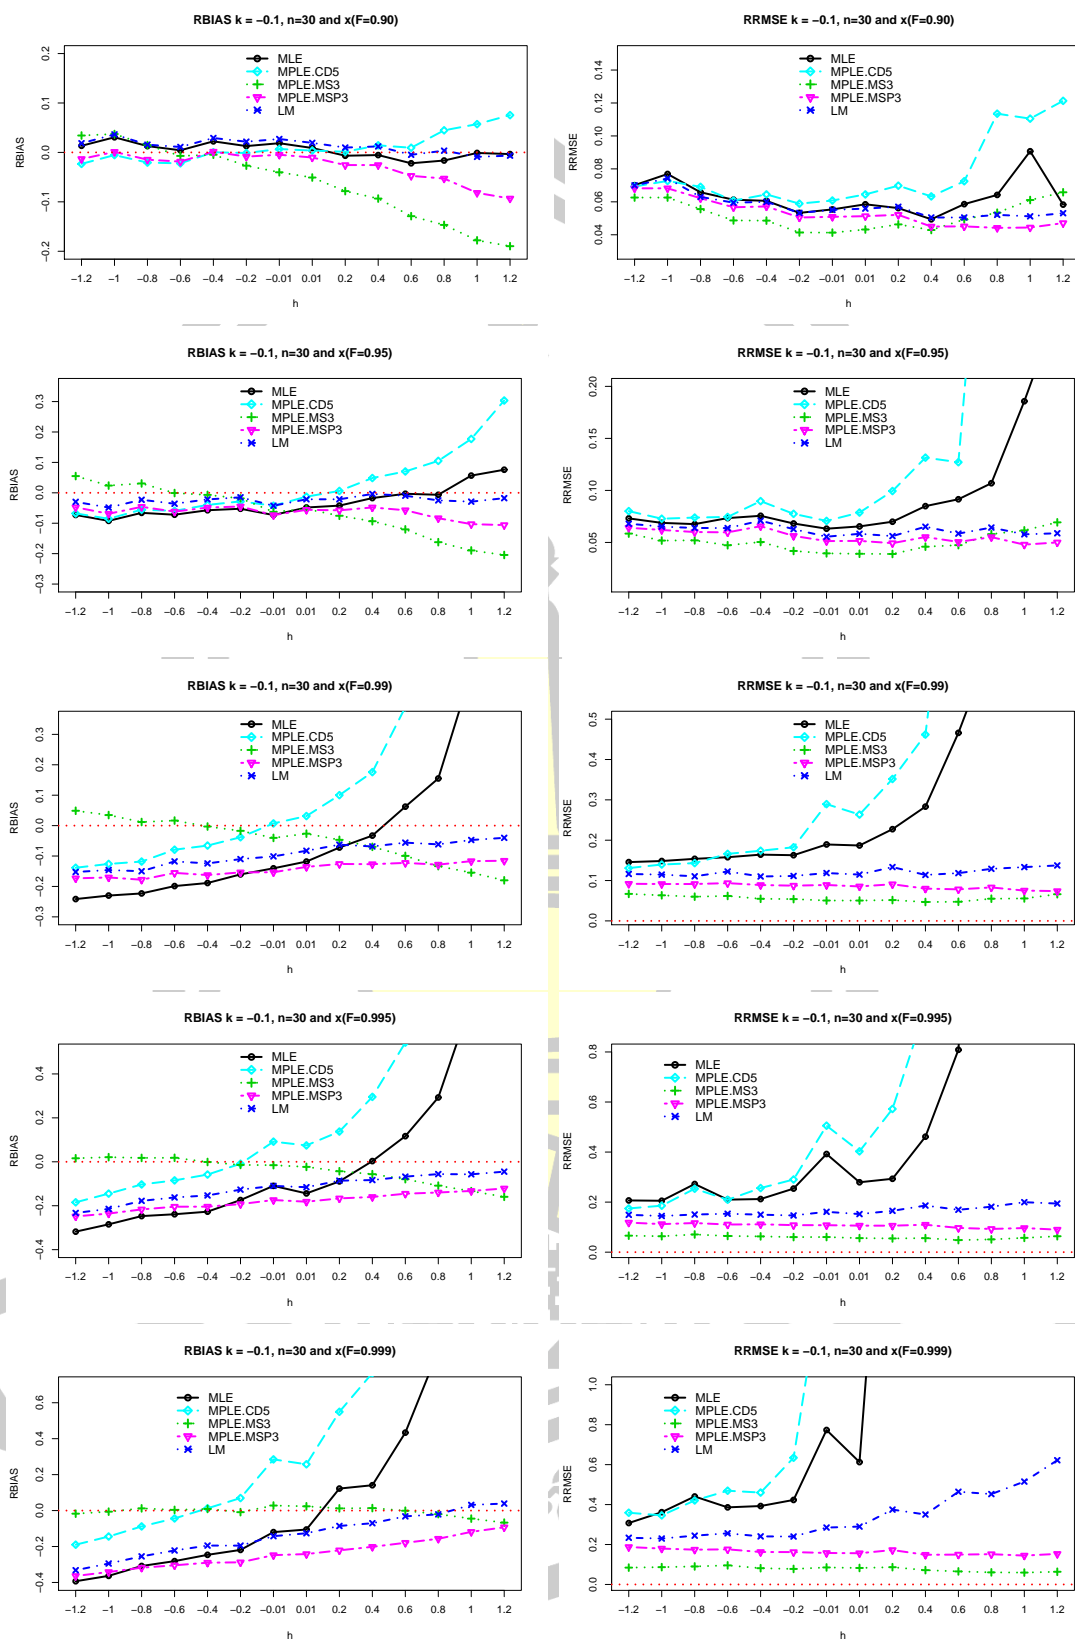 RBIAS k = −0.1, n=30 and x(F=0.90)
RBIAS
0.2
0.1
0.0
−0.1
−0.2
MLE
MPLE.CD5
MPLE.MS3
MPLE.MSP3
LM
−1.2 −1 −0.8 −0.6 −0.4 −0.2 −0.01 0.01 0.2 0.4 0.6 0.8 1 1.2
h
RRMSE k = −0.1, n=30 and x(F=0.90)
RRMSE
0.14
0.12
0.10
0.08
0.06
0.04
MLE
MPLE.CD5
MPLE.MS3
MPLE.MSP3
LM
−1.2 −1 −0.8 −0.6 −0.4 −0.2 −0.01 0.01 0.2 0.4 0.6 0.8 1 1.2
h
RBIAS k = −0.1, n=30 and x(F=0.95)
RBIAS
0.3
0.2
0.1
0.0
−0.1
−0.2
−0.3
MLE
MPLE.CD5
MPLE.MS3
MPLE.MSP3
LM
−1.2 −1 −0.8 −0.6 −0.4 −0.2 −0.01 0.01 0.2 0.4 0.6 0.8 1 1.2
h
RRMSE k = −0.1, n=30 and x(F=0.95)
RRMSE
0.20
0.15
0.10
0.05
MLE
MPLE.CD5
MPLE.MS3
MPLE.MSP3
LM
−1.2 −1 −0.8 −0.6 −0.4 −0.2 −0.01 0.01 0.2 0.4 0.6 0.8 1 1.2
h
RBIAS k = −0.1, n=30 and x(F=0.99)
RBIAS
0.3
0.2
0.1
0.0
−0.1
−0.2
−0.3
MLE
MPLE.CD5
MPLE.MS3
MPLE.MSP3
LM
−1.2 −1 −0.8 −0.6 −0.4 −0.2 −0.01 0.01 0.2 0.4 0.6 0.8 1 1.2
h
RRMSE k = −0.1, n=30 and x(F=0.99)
RRMSE
0.5
0.4
0.3
0.2
0.1
0.0
MLE
MPLE.CD5
MPLE.MS3
MPLE.MSP3
LM
−1.2 −1 −0.8 −0.6 −0.4 −0.2 −0.01 0.01 0.2 0.4 0.6 0.8 1 1.2
h
RBIAS k = −0.1, n=30 and x(F=0.995)
RBIAS
0.4
0.2
0.0
−0.2
−0.4
MLE
MPLE.CD5
MPLE.MS3
MPLE.MSP3
LM
−1.2 −1 −0.8 −0.6 −0.4 −0.2 −0.01 0.01 0.2 0.4 0.6 0.8 1 1.2
h
RRMSE k = −0.1, n=30 and x(F=0.995)
RRMSE
0.8
0.6
0.4
0.2
0.0
MLE
MPLE.CD5
MPLE.MS3
MPLE.MSP3
LM
−1.2 −1 −0.8 −0.6 −0.4 −0.2 −0.01 0.01 0.2 0.4 0.6 0.8 1 1.2
h
RBIAS k = −0.1, n=30 and x(F=0.999)
RBIAS
0.6
0.4
0.2
0.0
−0.2
−0.4
MLE
MPLE.CD5
MPLE.MS3
MPLE.MSP3
LM
−1.2 −1 −0.8 −0.6 −0.4 −0.2 −0.01 0.01 0.2 0.4 0.6 0.8 1 1.2
h
RRMSE k = −0.1, n=30 and x(F=0.999)
RRMSE
1.0
0.8
0.6
0.4
0.2
0.0
MLE
MPLE.CD5
MPLE.MS3
MPLE.MSP3
LM
−1.2 −1 −0.8 −0.6 −0.4 −0.2 −0.01 0.01 0.2 0.4 0.6 0.8 1 1.2
h